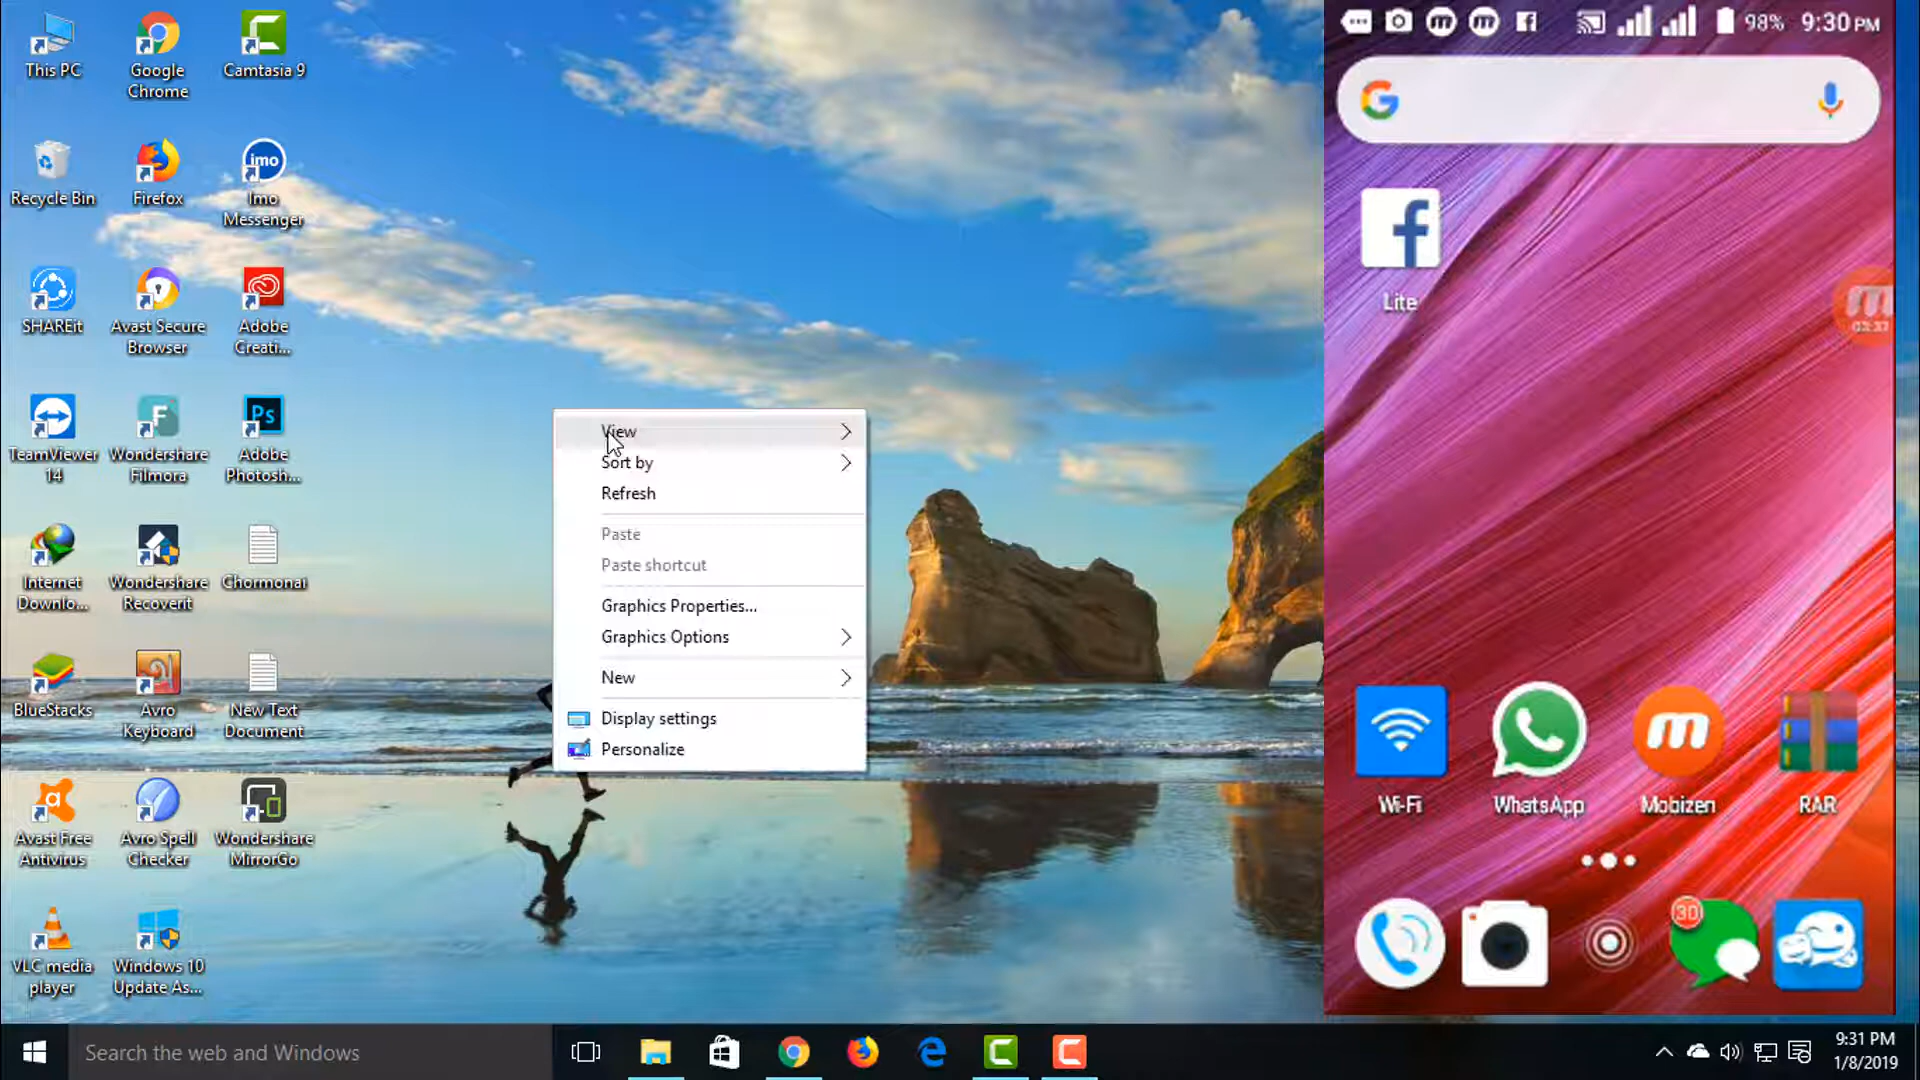 This PC
Google
Chrome
Camtasia 9
Recycle Bin
Firefox
imo
Imo
Messenger
SHAREit
Avast Secure
Browser
Adobe
Creati...
TeamViewer
14
Wondershare
Filmora
Ps
Adobe
Photosh...
Internet
Downlo...
Wondershare
Recoverit
Chormonai
BlueStacks
Avro
Keyboard
New Text
Document
Avast Free
Antivirus
Avro Spell
Checker
Wondershare
MirrorGo
VLC media
player
Windows 10
Update As...
View
Sort by
Refresh
Paste
Paste shortcut
Graphics Properties...
Graphics Options
New
Display settings
Personalize
98% 9:30 PM
Lite
03:37
Wi-Fi
WhatsApp
Mobizen
RAR
30
Search the web and Windows
9:31 PM
1/8/2019